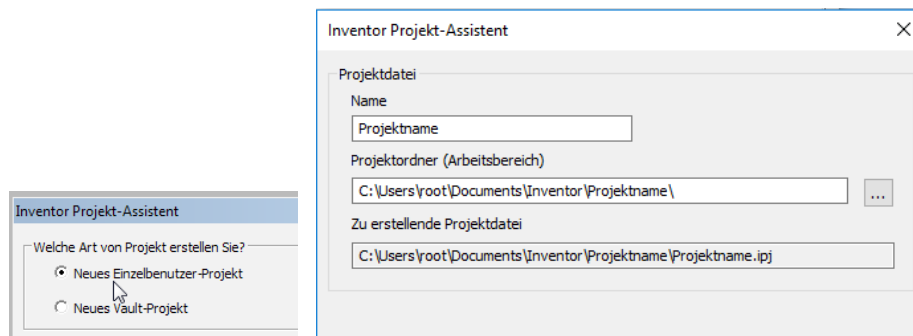 Inventor Projekt-Assistent
Welche Art von Projekt erstellen Sie?
Neues Einzelbenutzer-Projekt
Neues Vault-Projekt
Inventor Projekt-Assistent
Projektdatei
Name
Projektname
Projektordner (Arbeitsbereich)
C:\Users\root\Documents\Inventor\Projektname\
...
Zu erstellende Projektdatei
C:\Users\root\Documents\Inventor\Projektname\Projektname.ipj